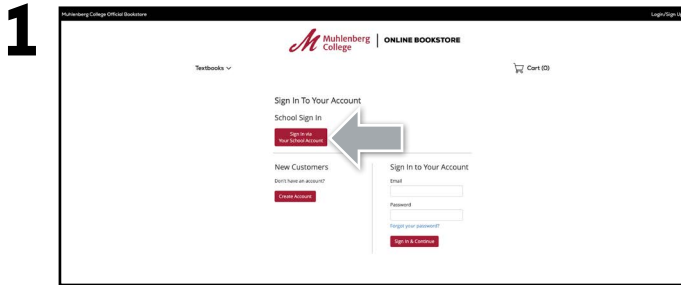 1
Muhlenberg College Official Bookstore
Login/Sign Up
Muhlenberg College | ONLINE BOOKSTORE
Textbooks
Cart (0)
Sign In To Your Account
School Sign In
Sign In via
Your School Account
New Customers
Don't have an account?
Create Account
Sign In to Your Account
Email
Password
Forgot your password?
Sign In & Continue